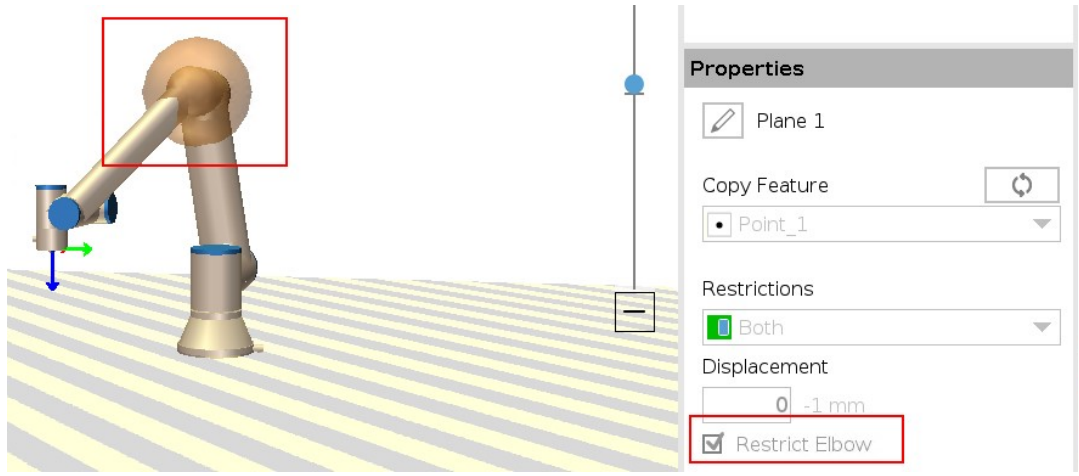 Properties
Plane 1
Copy Feature
Point_1
Restrictions
Both
Displacement
0 -1 mm
Restrict Elbow